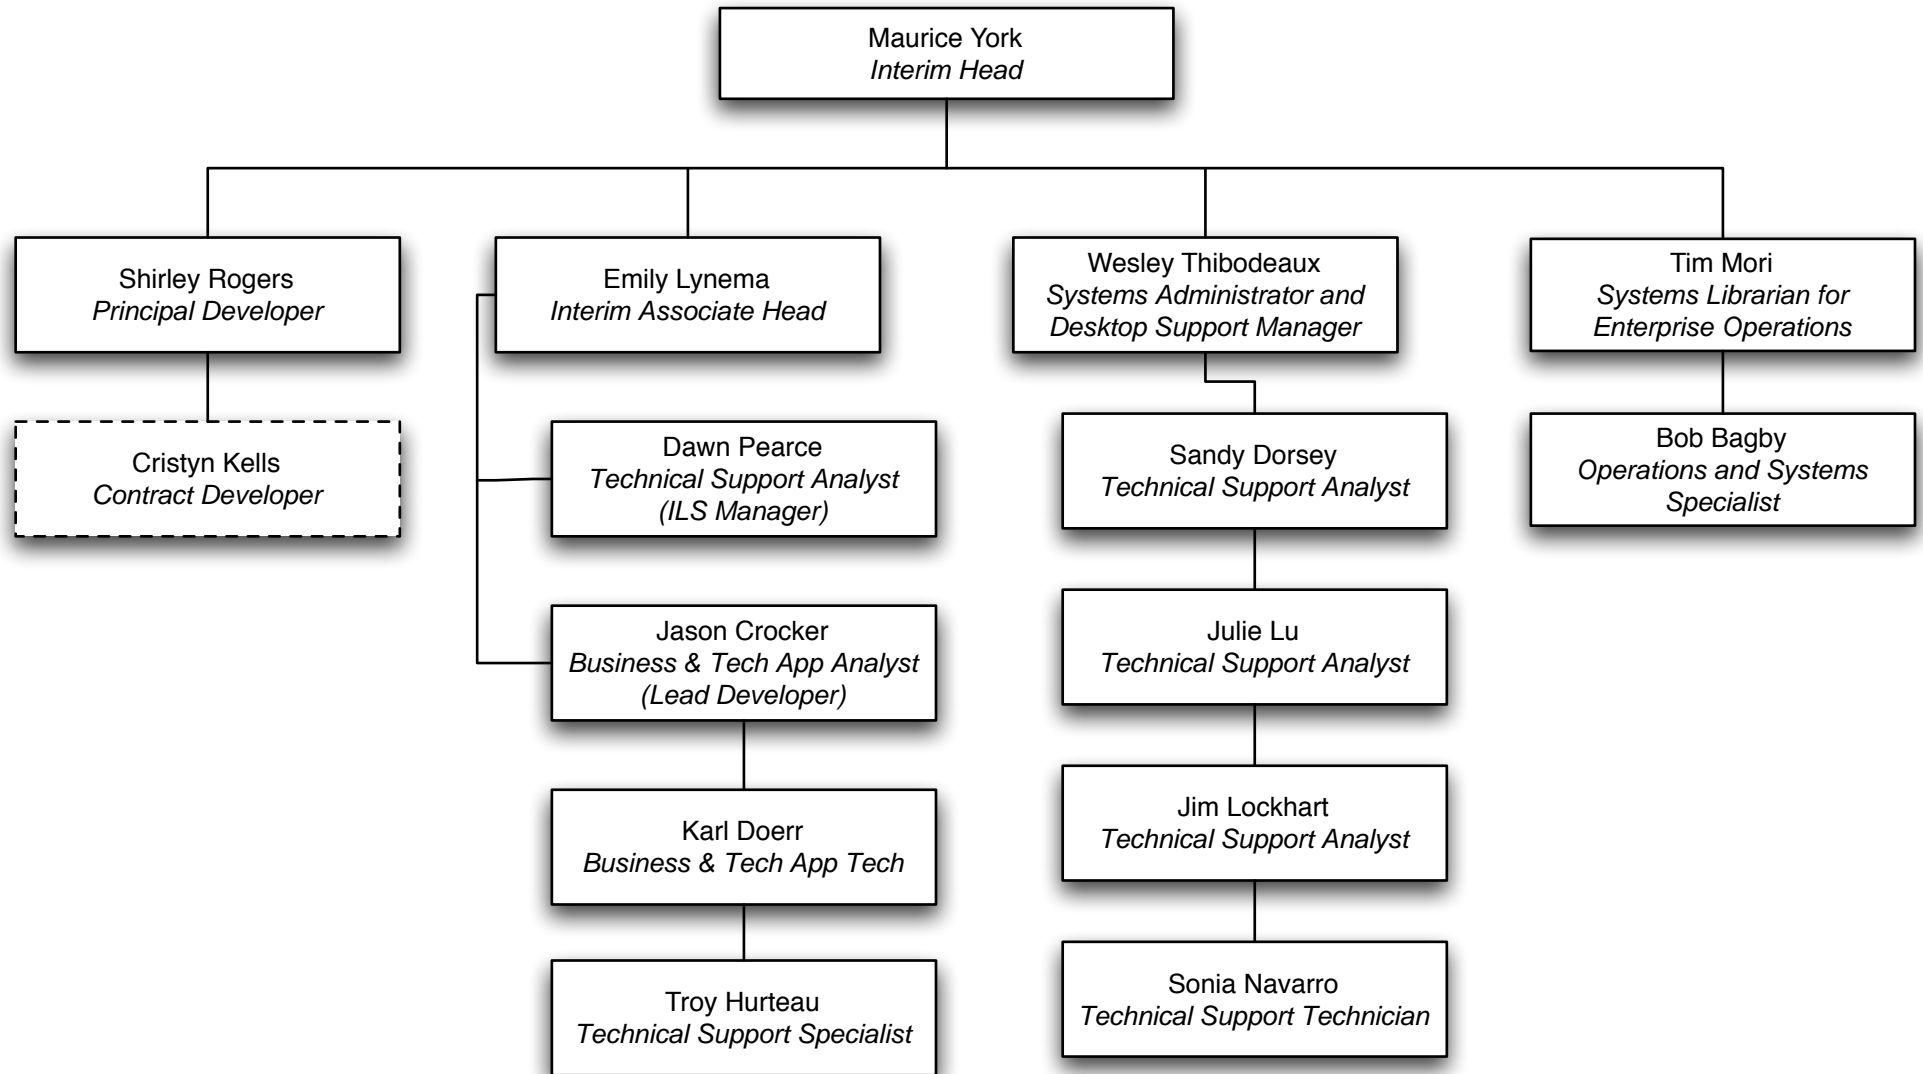 Maurice York
Interim Head
Shirley Rogers
Principal Developer
Emily Lynema
Interim Associate Head
Wesley Thibodeaux
Systems Administrator and
Desktop Support Manager
Tim Mori
Systems Librarian for
Enterprise Operations
Cristyn Kells
Contract Developer
Dawn Pearce
Technical Support Analyst
(ILS Manager)
Sandy Dorsey
Technical Support Analyst
Bob Bagby
Operations and Systems
Specialist
Jason Crocker
Business & Tech App Analyst
(Lead Developer)
Julie Lu
Technical Support Analyst
Karl Doerr
Business & Tech App Tech
Jim Lockhart
Technical Support Analyst
Troy Hurteau
Technical Support Specialist
Sonia Navarro
Technical Support Technician